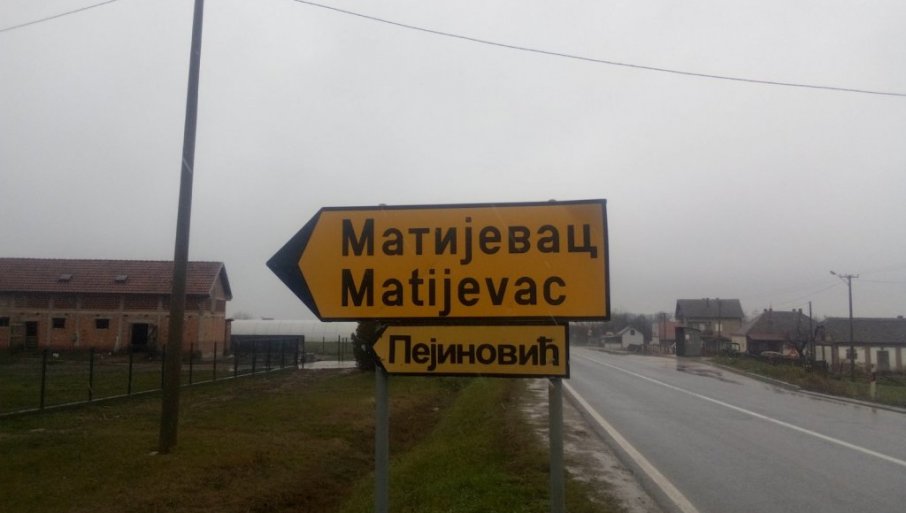 Матијевац
Matijevac
Пејиновић